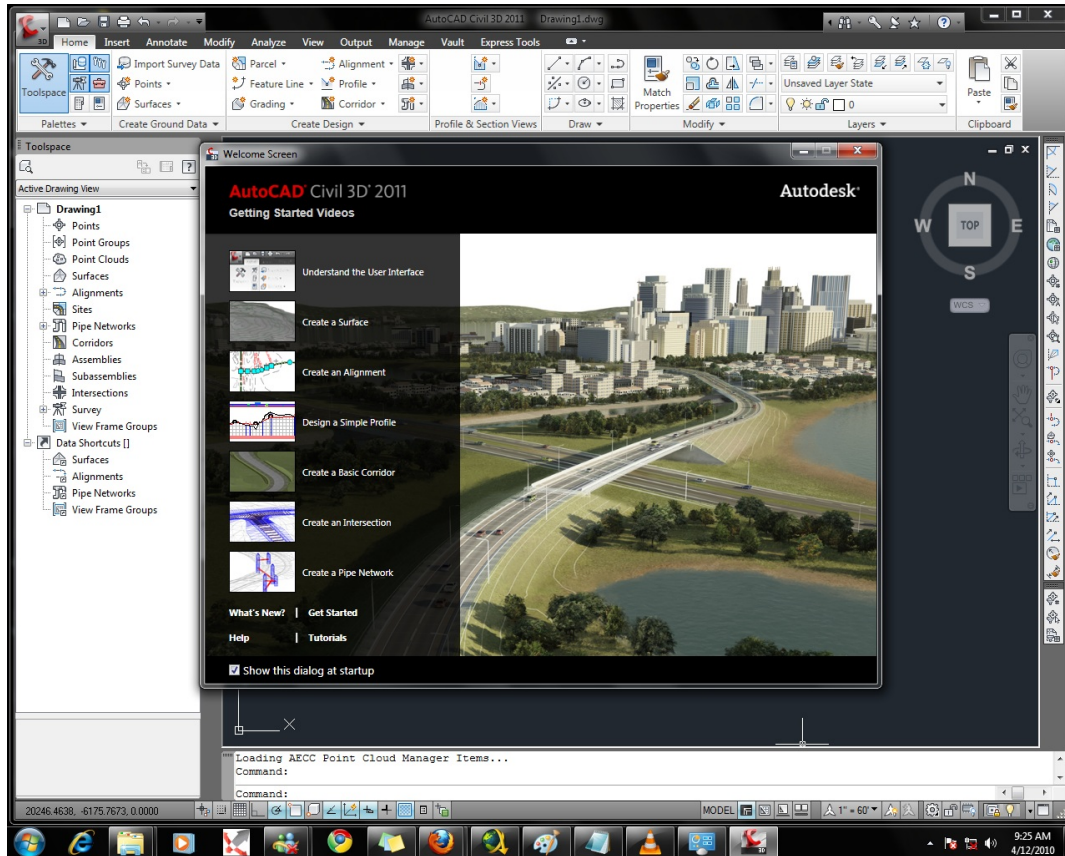 AutoCAD Civil 3D 2011 Drawing1.dwg
3D Home Insert Annotate Modify Analyze View Output Manage Vault Express Tools
Toolspace
Import Survey Data
Points
Surfaces
Parcel
Feature Line
Grading
Alignment
Profile
Corridor
Match
Properties
Unsaved Layer State
0
Paste
Palettes Create Ground Data Create Design Profile & Section Views Draw Modify Layers Clipboard
Toolspace
Active Drawing View
Drawing1
Points
Point Groups
Point Clouds
Surfaces
Alignments
Sites
Pipe Networks
Corridors
Assemblies
Subassemblies
Intersections
Survey
View Frame Groups
Data Shortcuts []
Surfaces
Alignments
Pipe Networks
View Frame Groups
Welcome Screen
AutoCAD® Civil 3D® 2011
Autodesk®
Getting Started Videos
Understand the User Interface
Create a Surface
Create an Alignment
Design a Simple Profile
Create a Basic Corridor
Create an Intersection
Create a Pipe Network
What's New? | Get Started
Help | Tutorials
Show this dialog at startup
N
W TOP E
S
WCS
Loading AECC Point Cloud Manager Items...
Command:
Command:
20246.4638, -6175.7673, 0.0000
MODEL
1" = 60'
9:25 AM
4/12/2010